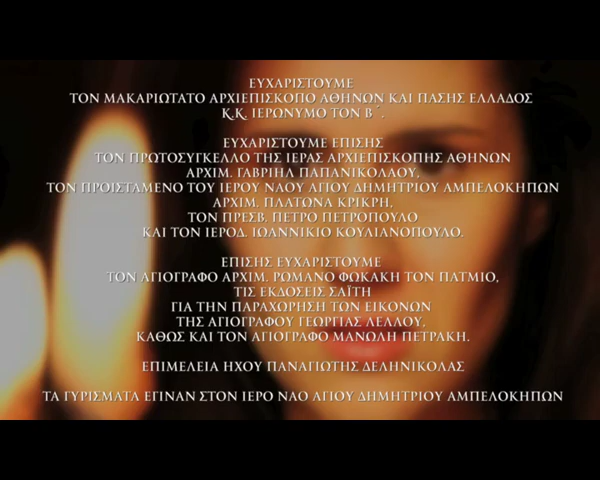 ΕΥΧΑΡΙΣΤΟΥΜΕ
ΤΟΝ ΜΑΚΑΡΙΩΤΑΤΟ ΑΡΧΙΕΠΙΣΚΟΠΟ ΑΘΗΝΩΝ ΚΑΙ ΠΑΣΗΣ ΕΛΛΑΔΟΣ
Κ.Κ. ΙΕΡΩΝΥΜΟ ΤΟΝ Β΄.
ΕΥΧΑΡΙΣΤΟΥΜΕ ΕΠΙΣΗΣ
ΤΟΝ ΠΡΩΤΟΣΥΓΚΕΛΛΟ ΤΗΣ ΙΕΡΑΣ ΑΡΧΙΕΠΙΣΚΟΠΗΣ ΑΘΗΝΩΝ
ΑΡΧΙΜ. ΓΑΒΡΙΗΛ ΠΑΠΑΝΙΚΟΛΑΟΥ,
ΤΟΝ ΠΡΟΙΣΤΑΜΕΝΟ ΤΟΥ ΙΕΡΟΥ ΝΑΟΥ ΑΓΙΟΥ ΔΗΜΗΤΡΙΟΥ ΑΜΠΕΛΟΚΗΠΩΝ
ΑΡΧΙΜ. ΠΛΑΤΩΝΑ ΚΡΙΚΡΗ,
ΤΟΝ ΠΡΕΣΒ. ΠΕΤΡΟ ΠΕΤΡΟΠΟΥΛΟ
ΚΑΙ ΤΟΝ ΙΕΡΟΔ. ΙΩΑΝΝΙΚΙΟ ΚΟΥΛΙΑΝΟΠΟΥΛΟ.
ΕΠΙΣΗΣ ΕΥΧΑΡΙΣΤΟΥΜΕ
ΤΟΝ ΑΓΙΟΓΡΑΦΟ ΑΡΧΙΜ. ΡΩΜΑΝΟ ΦΩΚΑΚΗ ΤΟΝ ΠΑΤΜΙΟ,
ΤΙΣ ΕΚΔΟΣΕΙΣ ΣΑΪΤΗ
ΓΙΑ ΤΗΝ ΠΑΡΑΧΩΡΗΣΗ ΤΩΝ ΕΙΚΟΝΩΝ
ΤΗΣ ΑΓΙΟΓΡΑΦΟΥ ΓΕΩΡΓΙΑΣ ΛΕΛΛΟΥ,
ΚΑΘΩΣ ΚΑΙ ΤΟΝ ΑΓΙΟΓΡΑΦΟ ΜΑΝΩΛΗ ΠΕΤΡΑΚΗ.
ΕΠΙΜΕΛΕΙΑ ΗΧΟΥ ΠΑΝΑΓΙΩΤΗΣ ΔΕΛΗΝΙΚΟΛΑΣ
ΤΑ ΓΥΡΙΣΜΑΤΑ ΕΓΙΝΑΝ ΣΤΟΝ ΙΕΡΟ ΝΑΟ ΑΓΙΟΥ ΔΗΜΗΤΡΙΟΥ ΑΜΠΕΛΟΚΗΠΩΝ